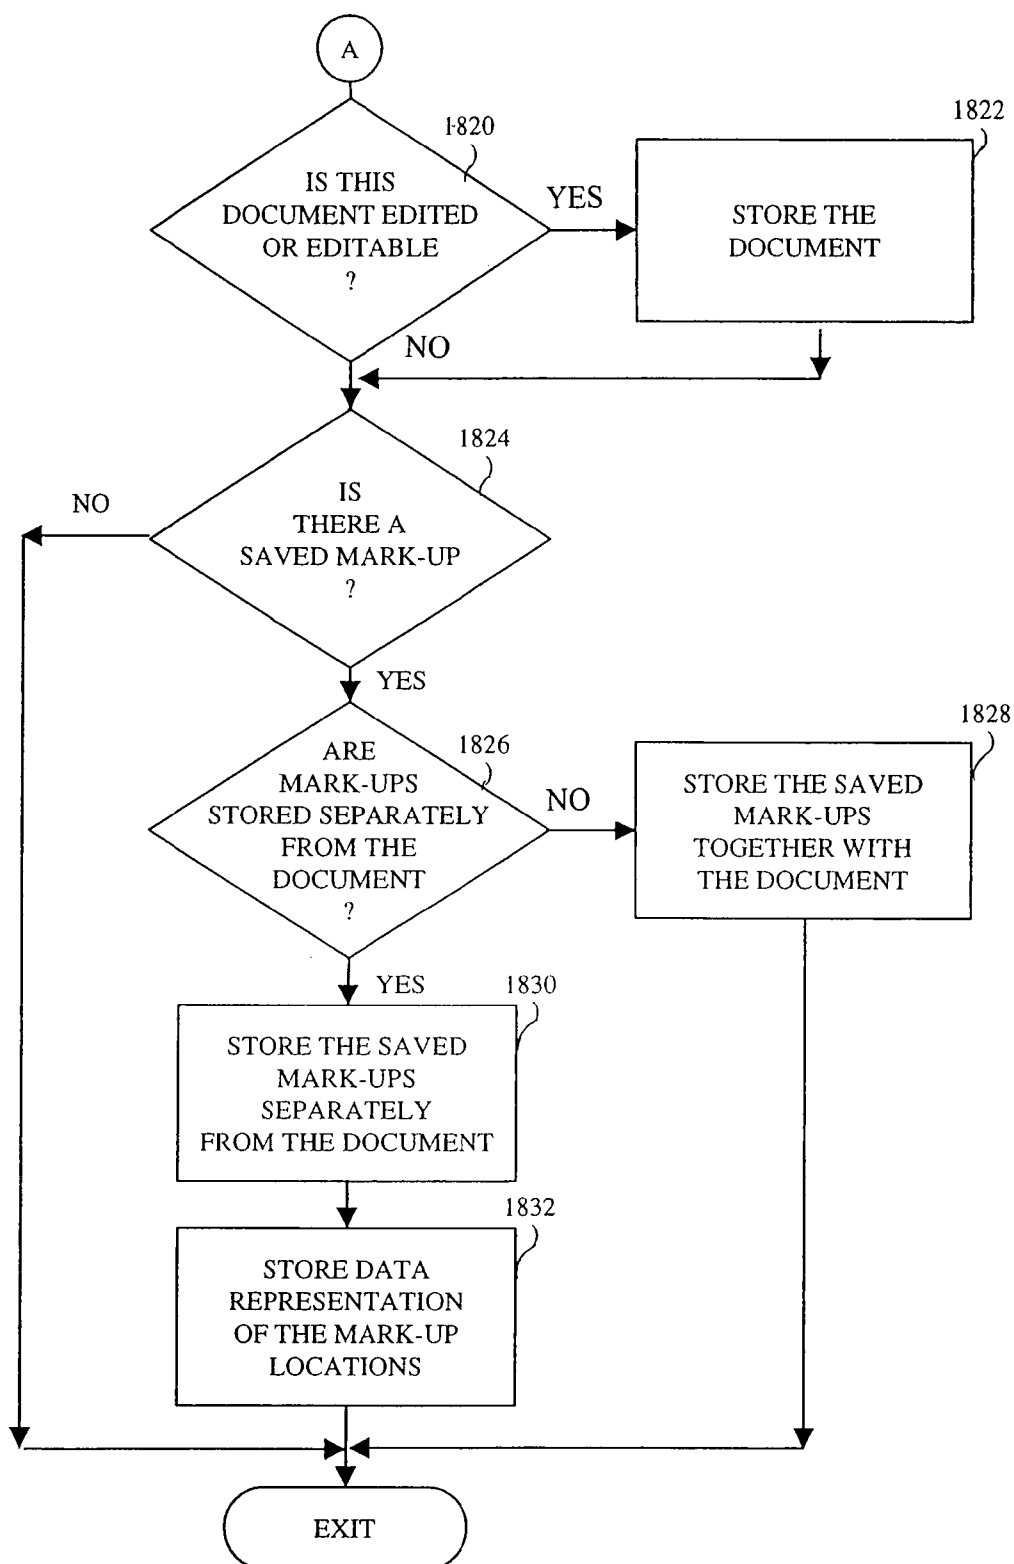 A
1820
IS THIS
DOCUMENT EDITED
OR EDITABLE
?
YES
1822
STORE THE
DOCUMENT
NO
1824
IS
THERE A
SAVED MARK-UP
?
NO
YES
1826
ARE
MARK-UPS
STORED SEPARATELY
FROM THE
DOCUMENT
?
NO
1828
STORE THE SAVED
MARK-UPS
TOGETHER WITH
THE DOCUMENT
YES
1830
STORE THE SAVED
MARK-UPS
SEPARATELY
FROM THE DOCUMENT
1832
STORE DATA
REPRESENTATION
OF THE MARK-UP
LOCATIONS
EXIT